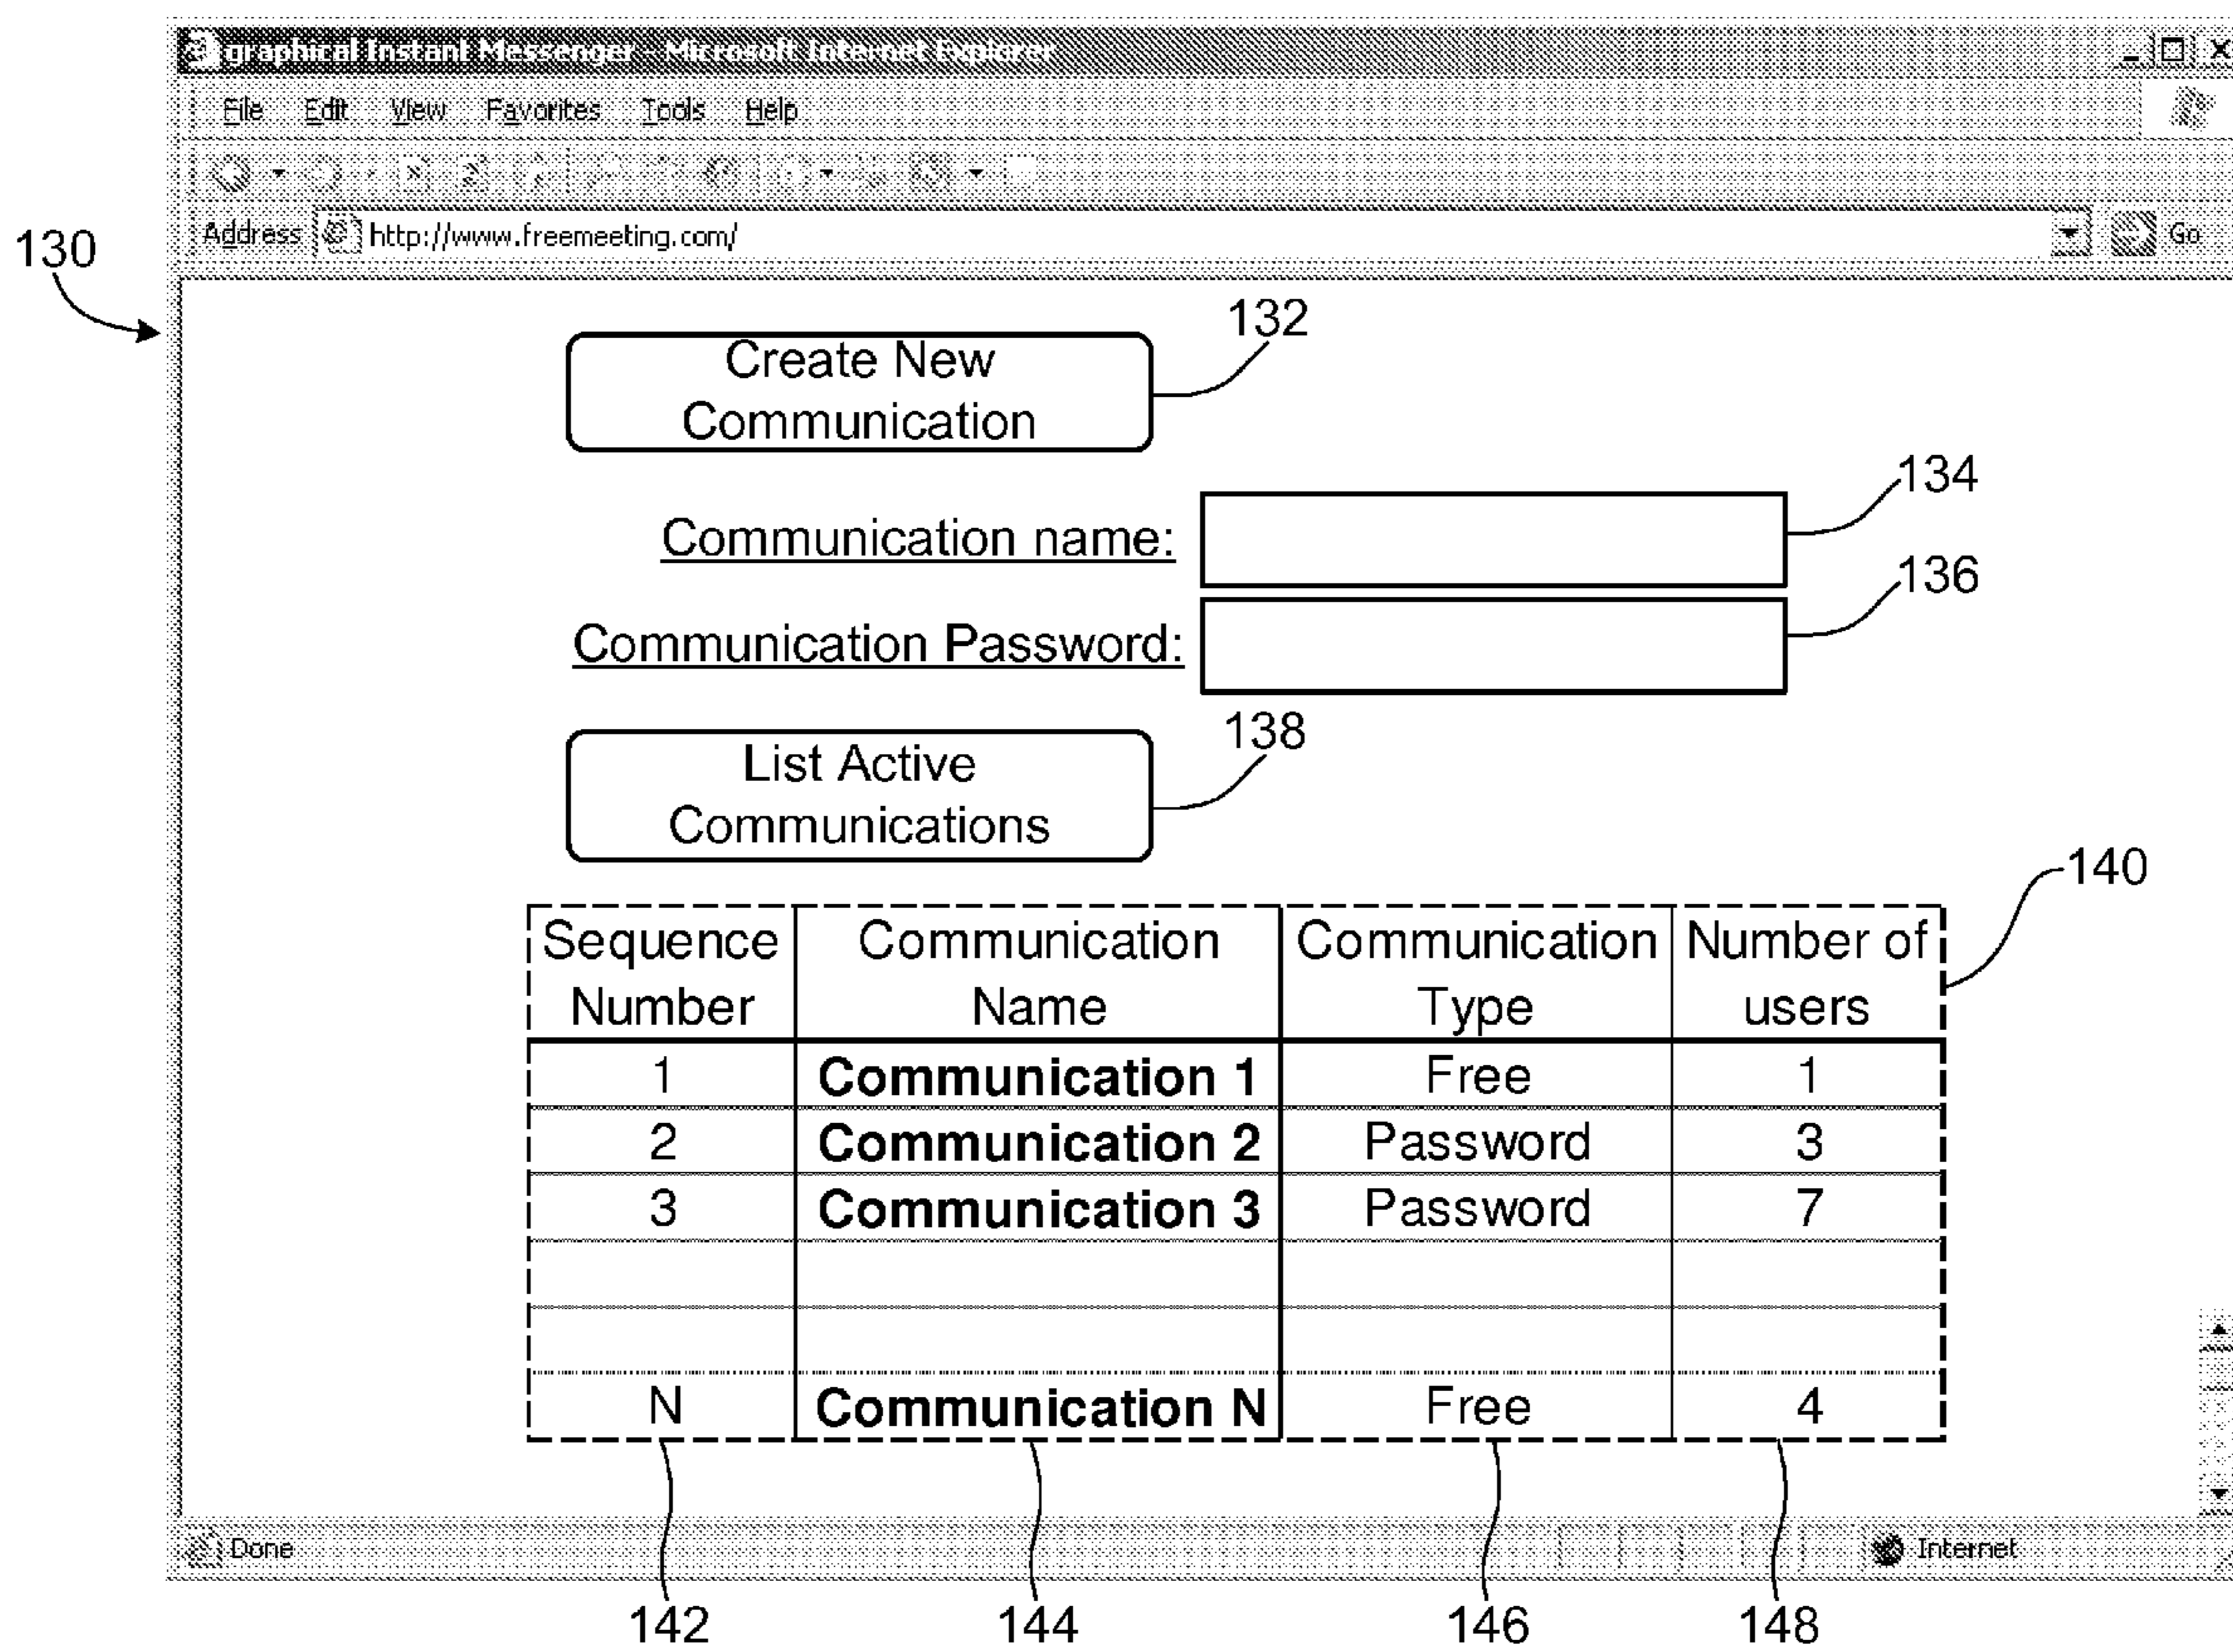 graphical Instant Messenger - Microsoft Internet Explorer
File Edit View Favorites Tools Help
Address http://www.freemeeting.com/ Go
130
132
Create New
Communication
134
Communication name:
136
Communication Password:
138
List Active
Communications
140
Sequence Number Communication Name Communication Type Number of users
1 Communication 1 Free 1
2 Communication 2 Password 3
3 Communication 3 Password 7
N Communication N Free 4
Done Internet
142 144 146 148